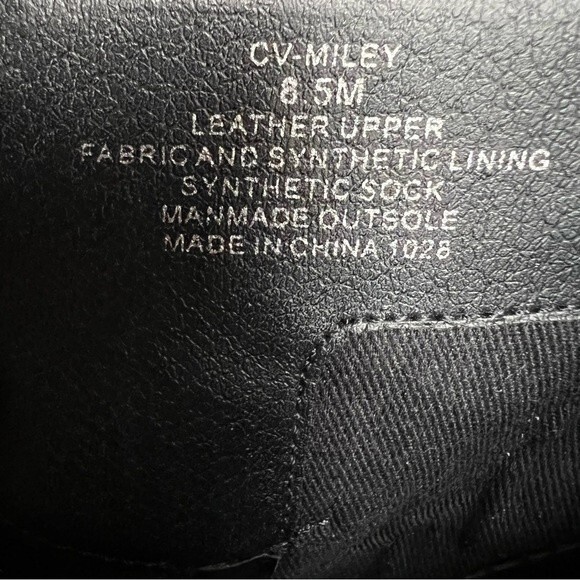 CV-MILEY
8.5M
LEATHER UPPER
FABRIC AND SYNTHETIC LINING
SYNTHETIC SOCK
MANMADE OUTSOLE
MADE IN CHINA 1028